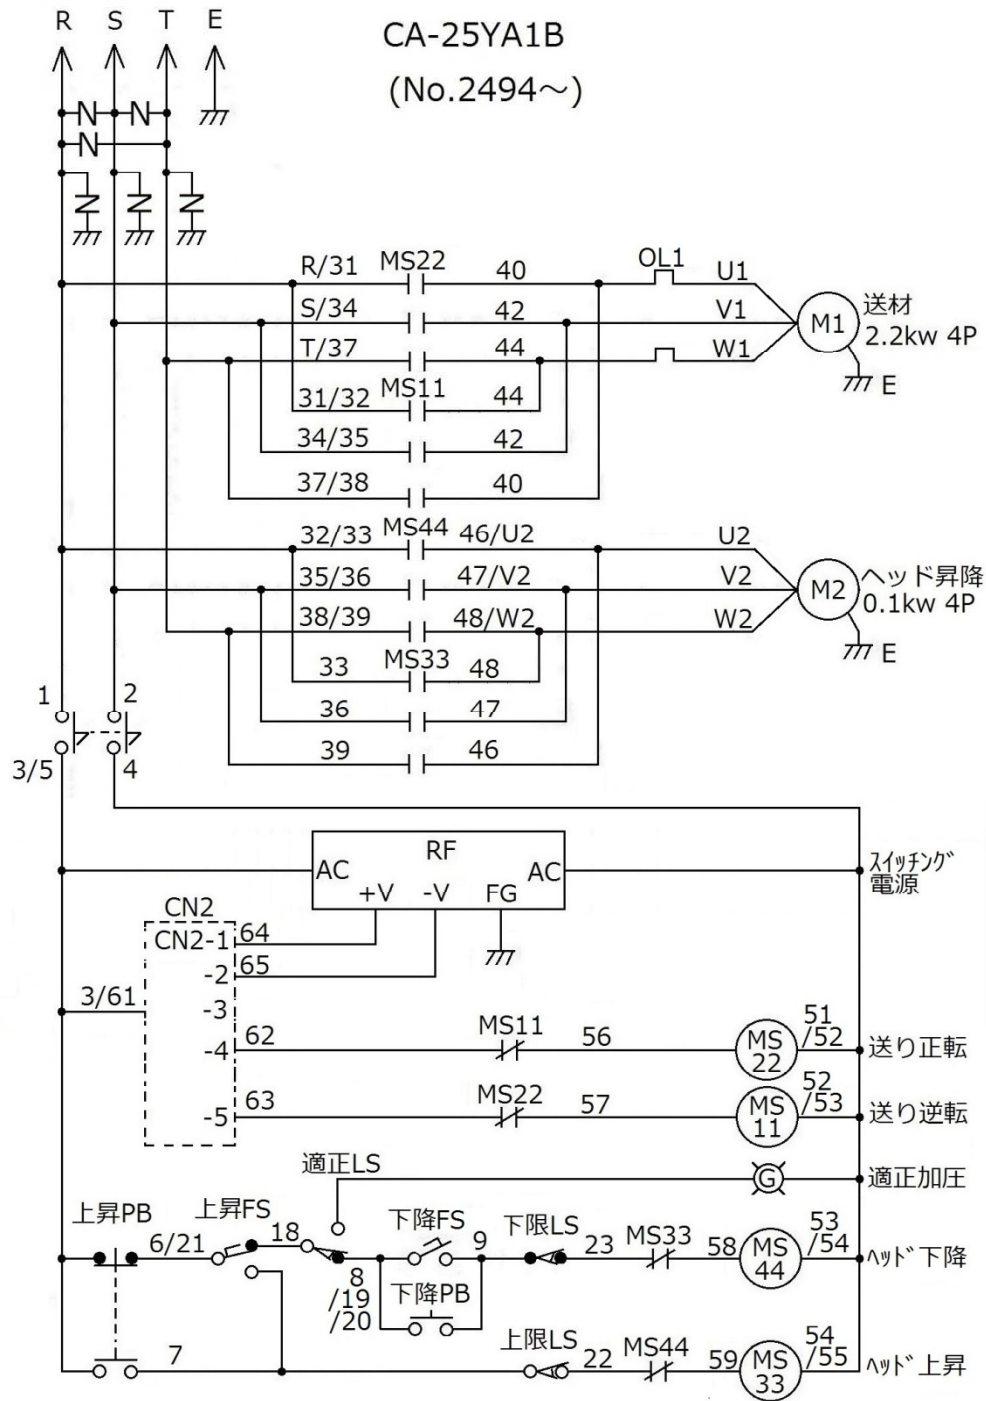 R S T E
CA-25YA1B
(No.2494～)
N N
N
N N N
R/31 MS22 40 OL1 U1
S/34 42 V1
M1
送材
2.2kw 4P
T/37 44 W1
E
31/32 MS11 44
34/35 42
37/38 40
32/33 MS44 46/U2 U2
35/36 47/V2 V2
M2
ヘッド昇降
0.1kw 4P
38/39 48/W2 W2
E
33 MS33 48
36 47
39 46
1 2
3/5 4
RF
AC AC
+V -V FG
ｽｲｯﾁﾝｸﾞ
電源
CN2
CN2-1 64
-2 65
3/61 -3
-4 62 MS11 56 MS
22 51
/52 送り正転
-5 63 MS22 57 MS
11 52
/53 送り逆転
適正LS G 適正加圧
上昇PB 6/21 上昇FS 18 8
/19
/20 下降FS 9 下限LS 23 MS33 58 MS
44 53
/54 ﾍｯﾄﾞ下降
下降PB
7 上限LS 22 MS44 59 MS
33 54
/55 ﾍｯﾄﾞ上昇